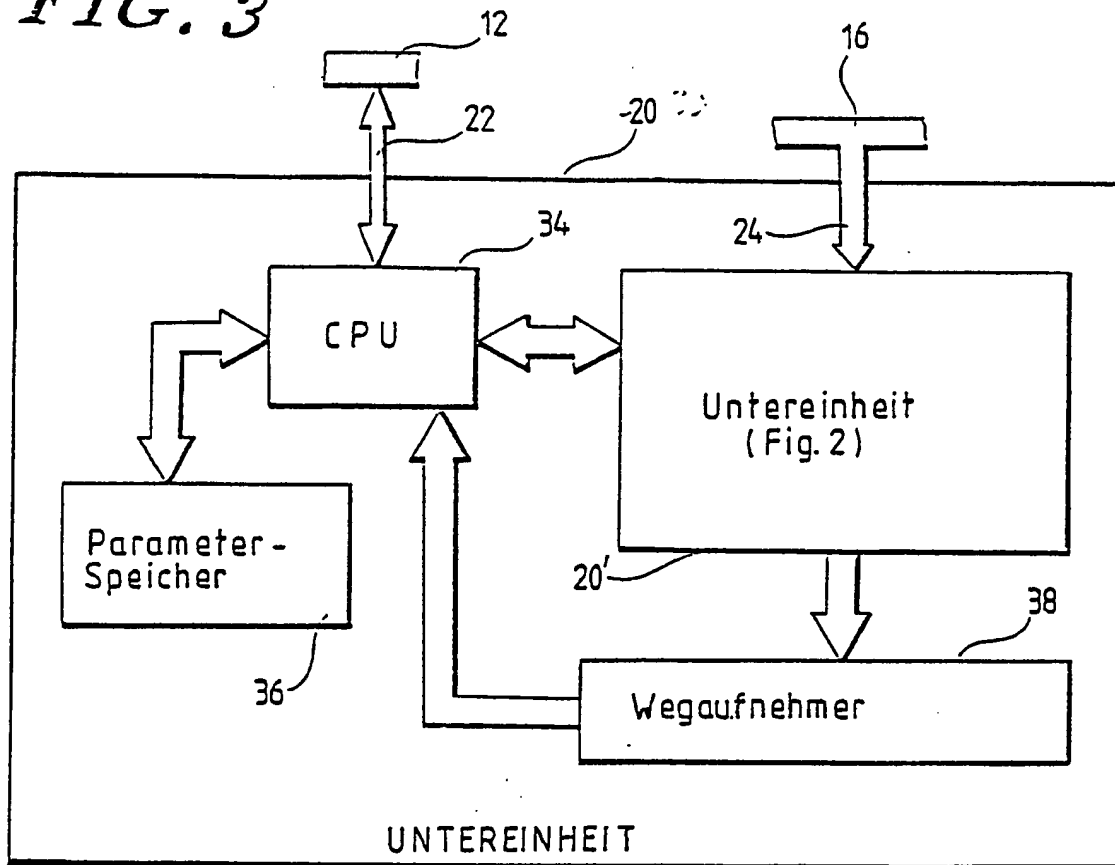 FIG. 3
12
16
20
22
24
34
CPU
Untereinheit
(Fig. 2)
Parameter-
Speicher
20'
38
36
Wegaufnehmer
UNTEREINHEIT